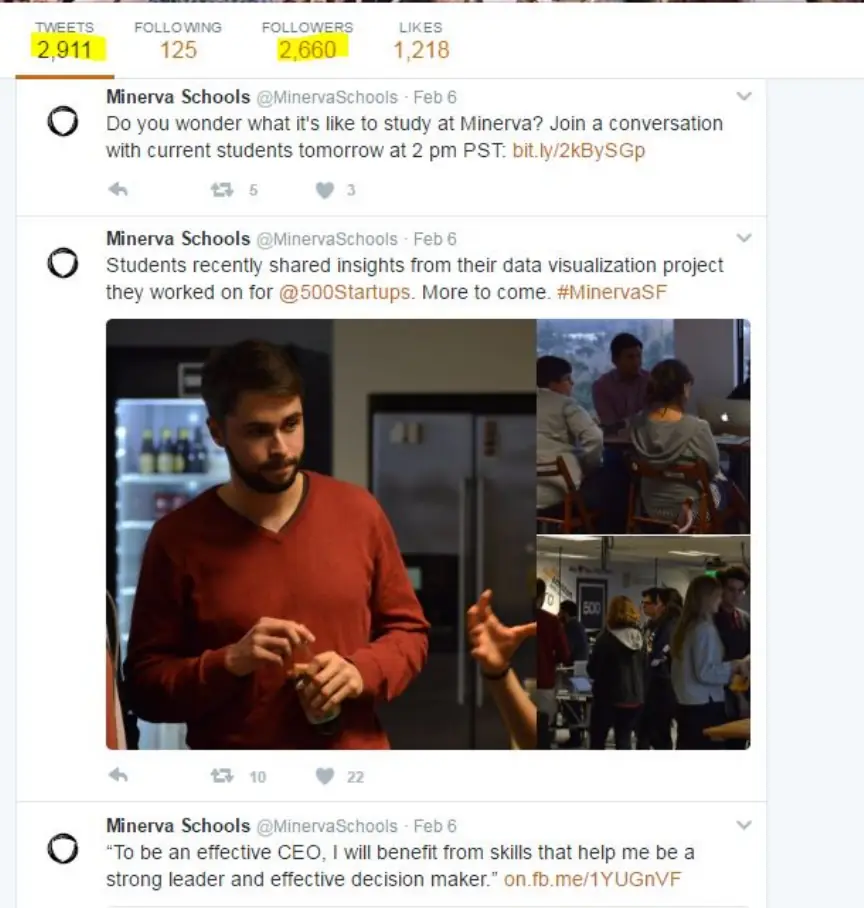 TWEETS FOLLOWING FOLLOWERS LIKES
2,911 125 2,660 1,218
Minerva Schools @MinervaSchools · Feb 6
Do you wonder what it's like to study at Minerva? Join a conversation
with current students tomorrow at 2 pm PST: bit.ly/2kBySGp
5 3
Minerva Schools @MinervaSchools · Feb 6
Students recently shared insights from their data visualization project
they worked on for @500Startups. More to come. #MinervaSF
500
10 22
Minerva Schools @MinervaSchools · Feb 6
“To be an effective CEO, I will benefit from skills that help me be a
strong leader and effective decision maker.” on.fb.me/1YUGnVF